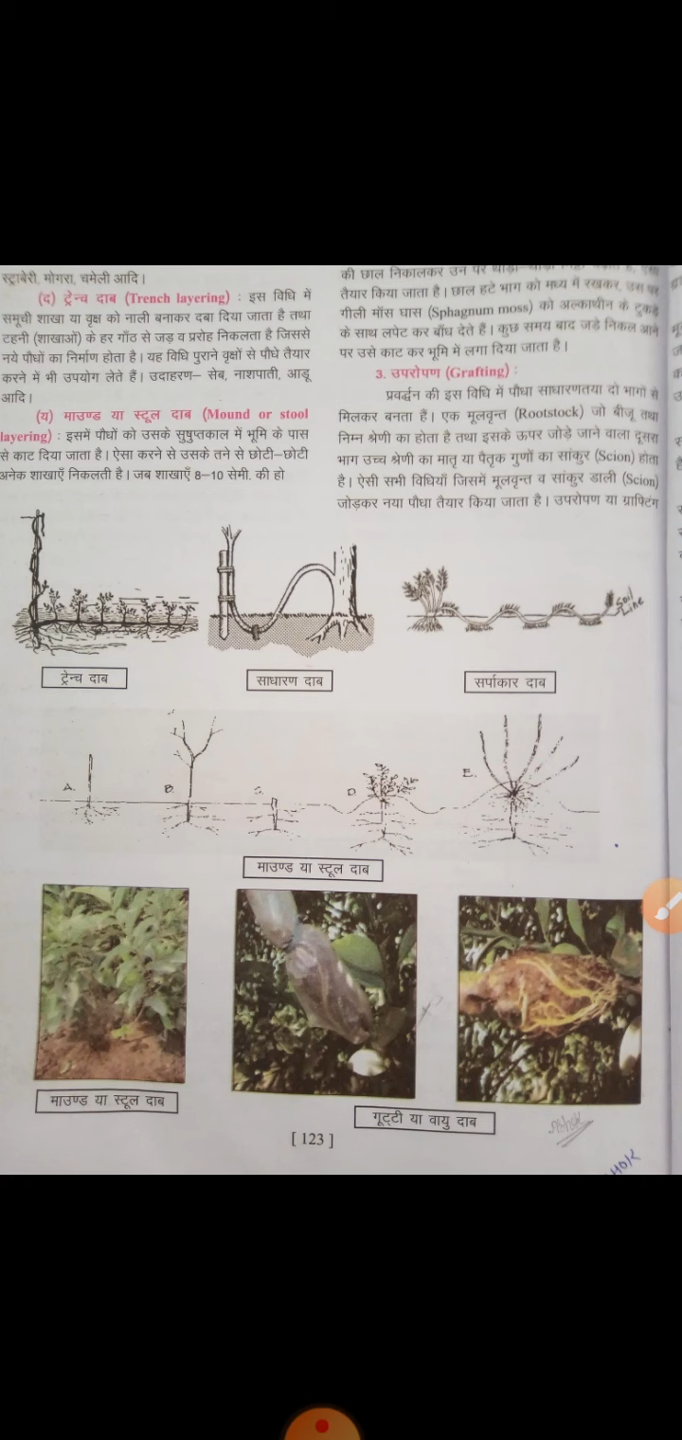 स्ट्राबेरी, मोगरा, चमेली आदि।
(द) ट्रेन्च दाब (Trench layering) : इस विधि में
समूची शाखा या वृक्ष को नाली बनाकर दबा दिया जाता है तथा
टहनी (शाखाओं) के हर गाँठ से जड़ व प्ररोह निकलता है जिससे
नये पौधों का निर्माण होता है। यह विधि पुराने वृक्षों से पौधे तैयार
करने में भी उपयोग लेते हैं। उदाहरण– सेब, नाशपाती, आडू
आदि।
(य) माउण्ड या स्टूल दाब (Mound or stool
layering) : इसमें पौधों को उसके सुषुप्तकाल में भूमि के पास
से काट दिया जाता है। ऐसा करने से उसके तने से छोटी–छोटी
अनेक शाखाएँ निकलती है। जब शाखाएँ 8–10 सेमी. की हो
की छाल निकालकर उन पर
तैयार किया जाता है। छाल हटे भाग को मध्य में रखकर, उस पर
गीली मॉस घास (Sphagnum moss) को अल्काथीन के टुकड़े
के साथ लपेट कर बाँध देते हैं। कुछ समय बाद जड़े निकल आने
पर उसे काट कर भूमि में लगा दिया जाता है।
3. उपरोपण (Grafting) :
प्रवर्द्धन की इस विधि में पौधा साधारणतया दो भागों से
मिलकर बनता हैं। एक मूलवृन्त (Rootstock) जो बीजू तथा
निम्न श्रेणी का होता है तथा इसके ऊपर जोड़े जाने वाला दूसरा
भाग उच्च श्रेणी का मातृ या पैतृक गुणों का सांकुर (Scion) होता
है। ऐसी सभी विधियाँ जिसमें मूलवृन्त व सांकुर डाली (Scion)
जोड़कर नया पौधा तैयार किया जाता है। उपरोपण या ग्राफ्टिंग
Soil
Line
ट्रेन्च दाब
साधारण दाब
सर्पाकार दाब
A.
B.
C.
D.
E.
माउण्ड या स्टूल दाब
माउण्ड या स्टूल दाब
गूट्टी या वायु दाब
[ 123 ]